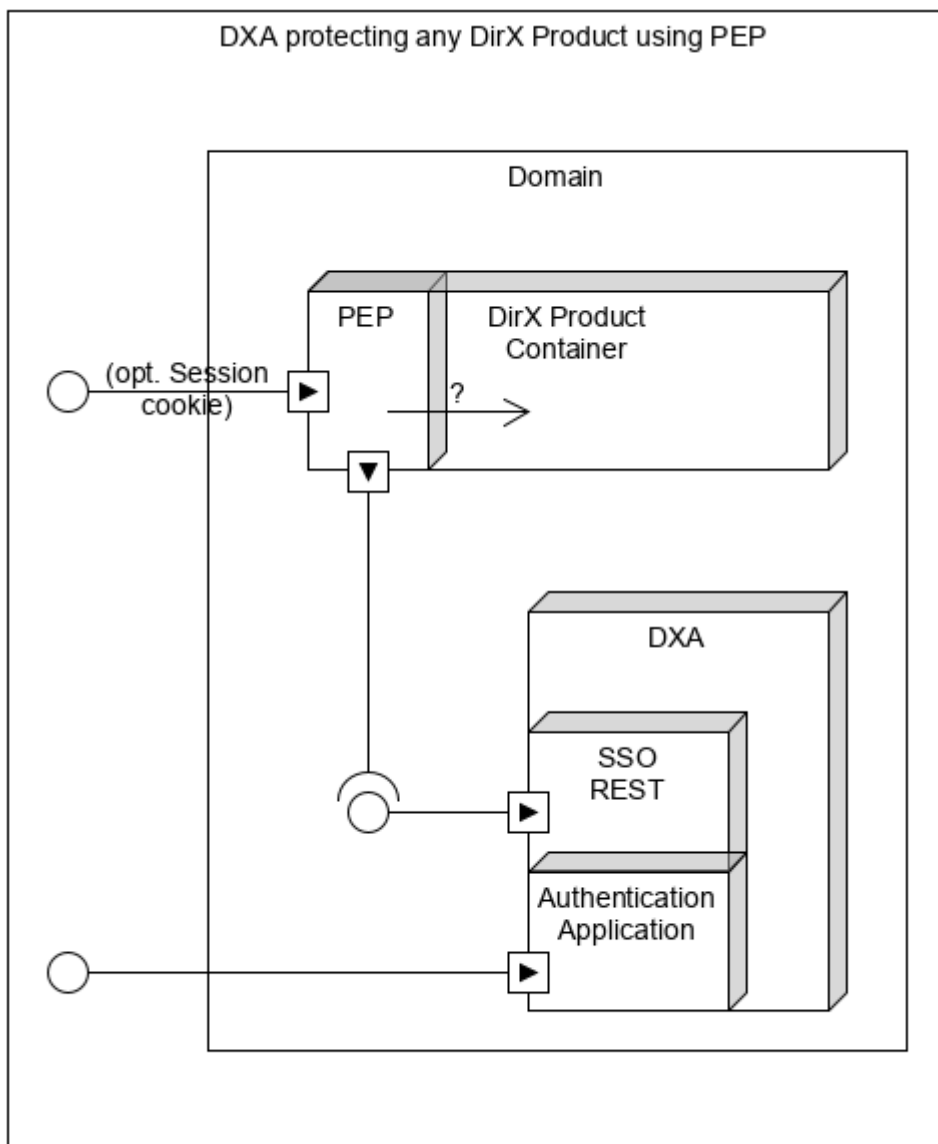 DXA protecting any DirX Product using PEP
Domain
PEP
DirX Product
Container
(opt. Session
cookie)
?
DXA
SSO
REST
Authentication
Application